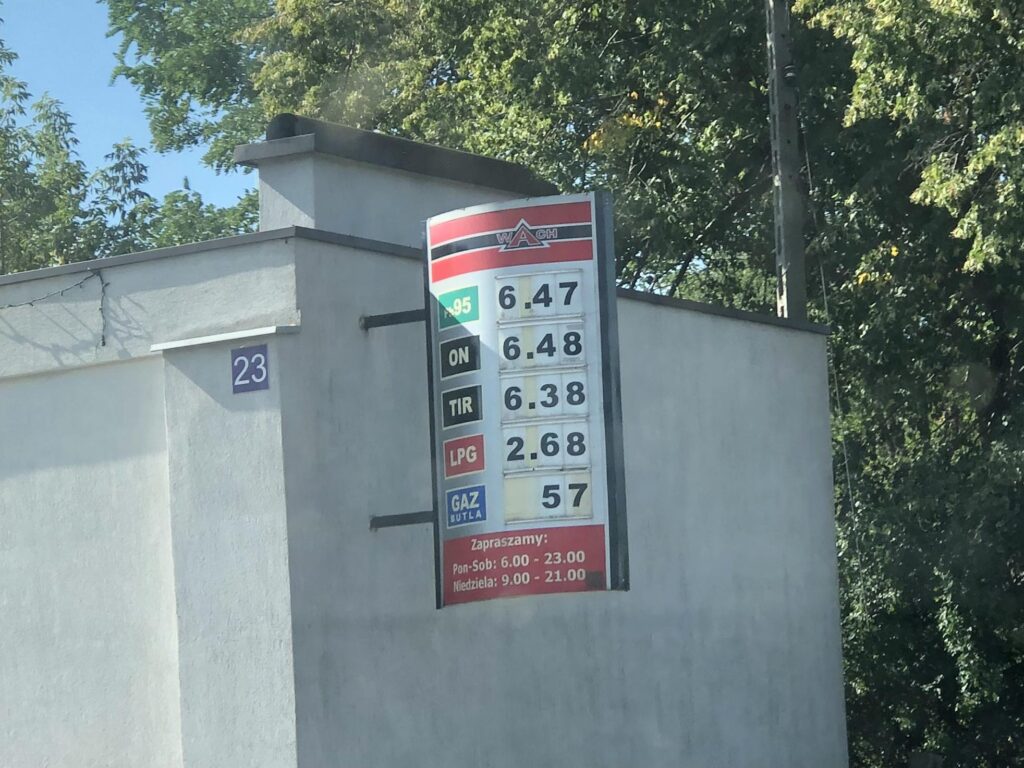 WACH
95 6.47
ON 6.48
TIR 6.38
LPG 2.68
GAZ BUTLA 57
Zapraszamy:
Pon-Sob: 6.00 - 23.00
Niedziela: 9.00 - 21.00
23